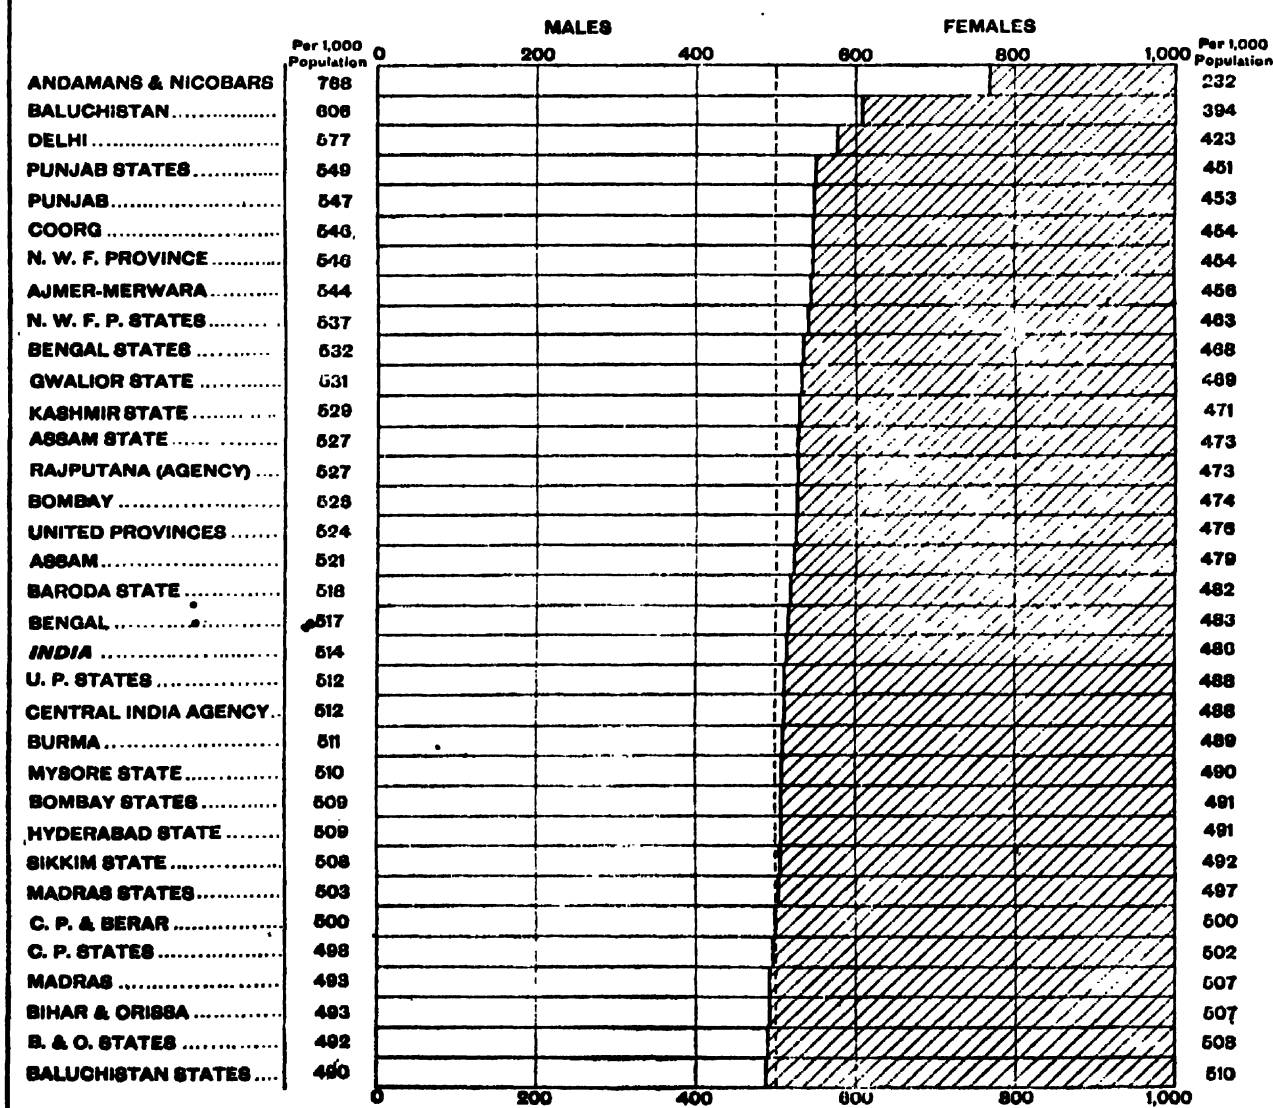 MALES FEMALES
Per 1,000 Population 0 200 400 600 800 1,000 Per 1,000 Population
ANDAMANS & NICOBARS 768 232
BALUCHISTAN 606 394
DELHI 577 423
PUNJAB STATES 549 451
PUNJAB 547 453
COORG 546 454
N. W. F. PROVINCE 546 454
AJMER-MERWARA 544 456
N. W. F. P. STATES 537 463
BENGAL STATES 532 468
GWALIOR STATE 531 469
KASHMIR STATE 529 471
ASSAM STATE 527 473
RAJPUTANA (AGENCY) 527 473
BOMBAY 526 474
UNITED PROVINCES 524 476
ASSAM 521 479
BARODA STATE 518 482
BENGAL 517 483
INDIA 514 486
U. P. STATES 512 488
CENTRAL INDIA AGENCY 512 488
BURMA 511 489
MYSORE STATE 510 490
BOMBAY STATES 509 491
HYDERABAD STATE 509 491
SIKKIM STATE 508 492
MADRAS STATES 503 497
C. P. & BERAR 500 500
C. P. STATES 498 502
MADRAS 493 507
BIHAR & ORISSA 493 507
B. & O. STATES 492 508
BALUCHISTAN STATES 490 510
0 200 400 600 800 1,000